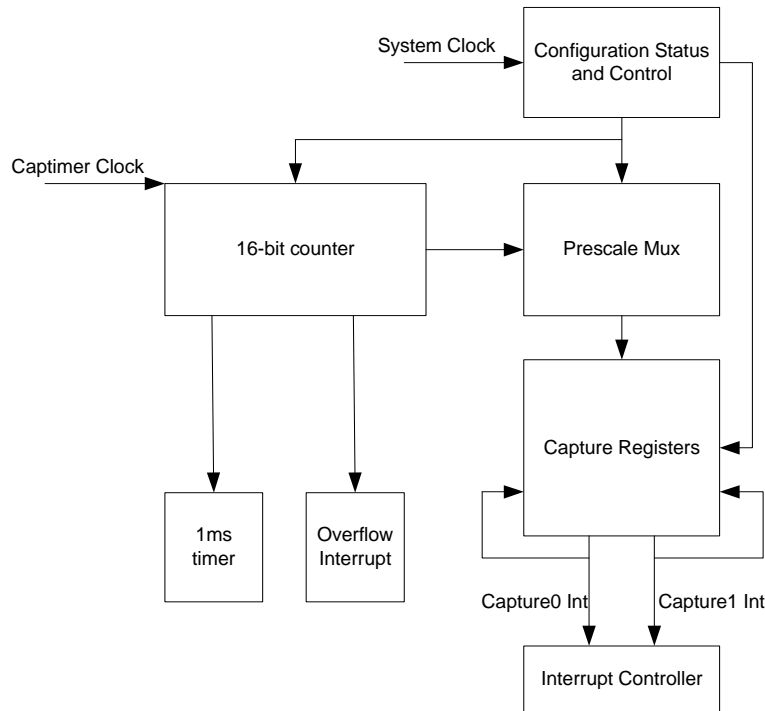 System Clock
Configuration Status
and Control
Captimer Clock
16-bit counter
Prescale Mux
Capture Registers
1ms
timer
Overflow
Interrupt
Capture0 Int
Capture1 Int
Interrupt Controller